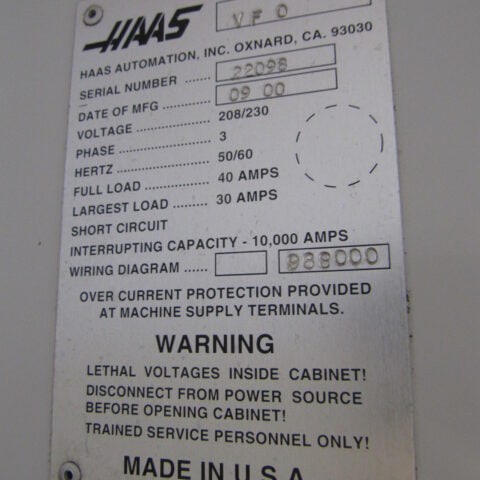 HAAS VF 0
HAAS AUTOMATION, INC. OXNARD, CA. 93030
SERIAL NUMBER ...... 22098
DATE OF MFG .............. 09 00
VOLTAGE ..................... 208/230
PHASE ......................... 3
HERTZ .......................... 50/60
FULL LOAD ................. 40 AMPS
LARGEST LOAD ......... 30 AMPS
SHORT CIRCUIT
INTERRUPTING CAPACITY - 10,000 AMPS
WIRING DIAGRAM ...... 988000
OVER CURRENT PROTECTION PROVIDED
AT MACHINE SUPPLY TERMINALS.
WARNING
LETHAL VOLTAGES INSIDE CABINET!
DISCONNECT FROM POWER SOURCE
BEFORE OPENING CABINET!
TRAINED SERVICE PERSONNEL ONLY!
MADE IN U.S.A.